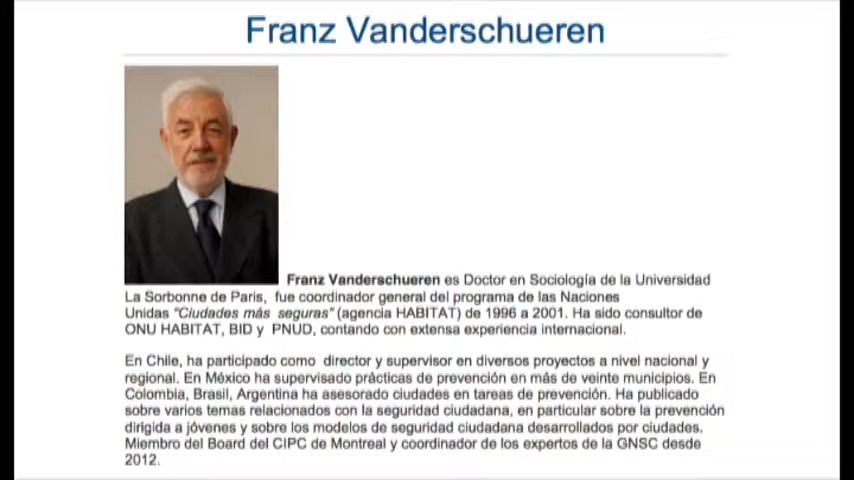 Franz Vanderschueren
Franz Vanderschueren es Doctor en Sociología de la Universidad
La Sorbonne de Paris, fue coordinador general del programa de las Naciones
Unidas "Ciudades más seguras" (agencia HABITAT) de 1996 a 2001. Ha sido consultor de
ONU HABITAT, BID y PNUD, contando con extensa experiencia internacional.
En Chile, ha participado como director y supervisor en diversos proyectos a nivel nacional y
regional. En México ha supervisado prácticas de prevención en más de veinte municipios. En
Colombia, Brasil, Argentina ha asesorado ciudades en tareas de prevención. Ha publicado
sobre varios temas relacionados con la seguridad ciudadana, en particular sobre la prevención
dirigida a jóvenes y sobre los modelos de seguridad ciudadana desarrollados por ciudades.
Miembro del Board del CIPC de Montreal y coordinador de los expertos de la GNSC desde
2012.